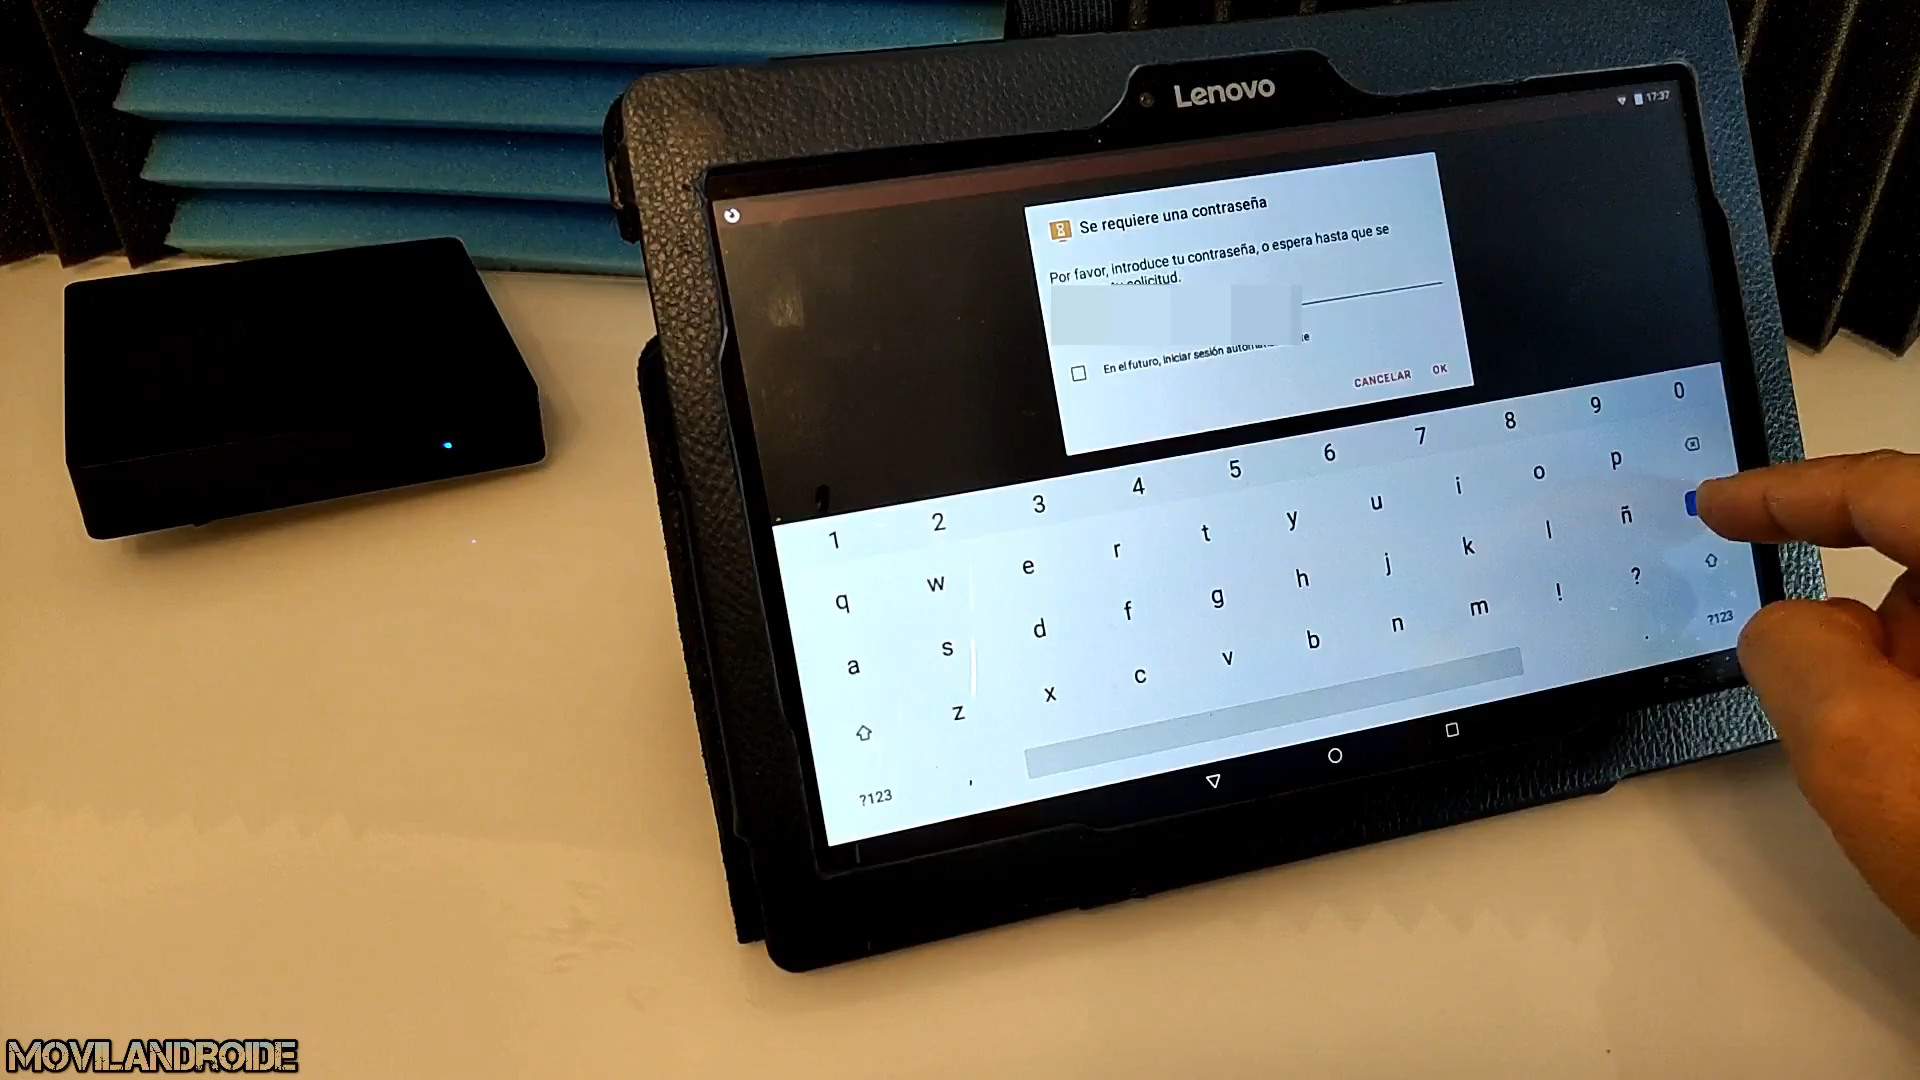 Lenovo
17:37
Se requiere una contraseña
Por favor, introduce tu contraseña, o espera hasta que se
tu solicitud.
En el futuro, iniciar sesión
CANCELAR OK
1 2 3 4 5 6 7 8 9 0
q w e r t y u i o p
a s d f g h j k l ñ
z x c v b n m ! ?
?123 , . ?123
MOVILANDROIDE